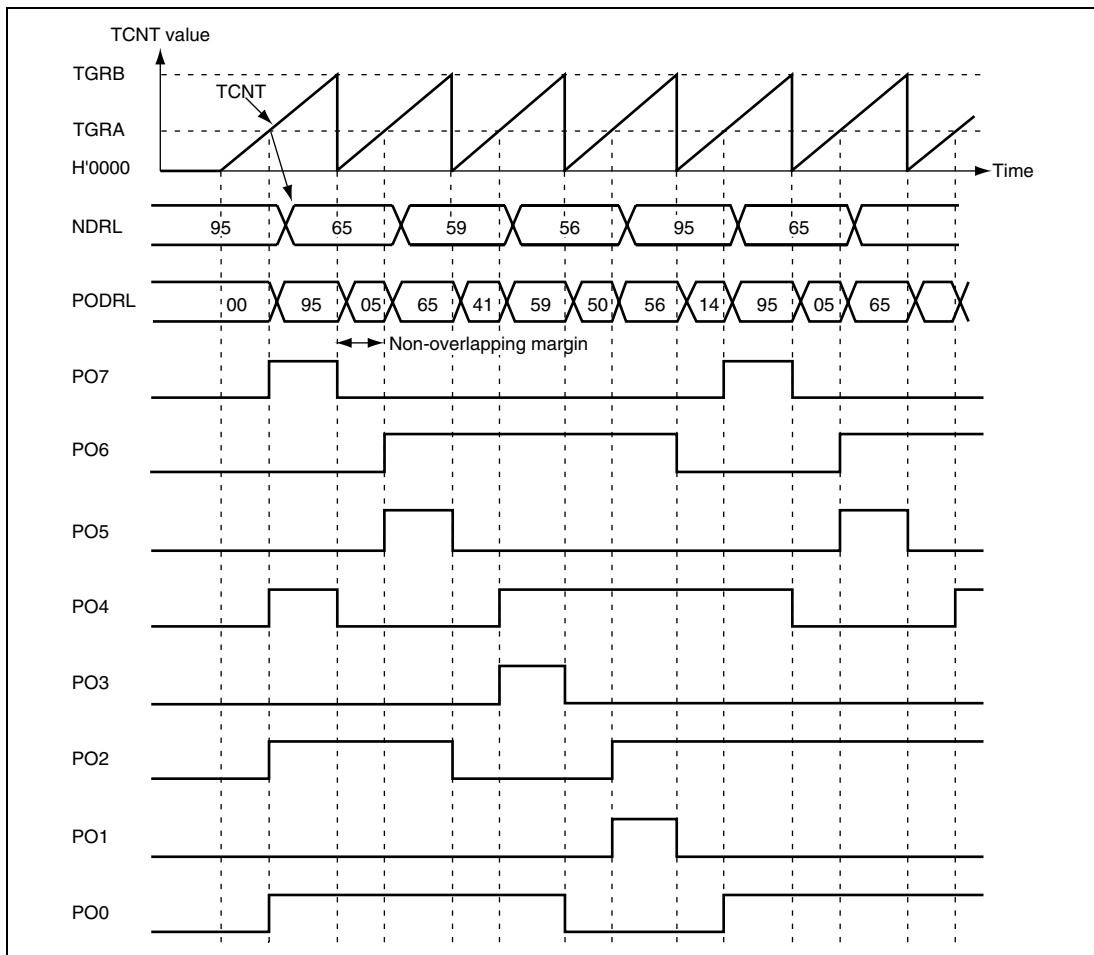 TCNT value
TGRB
TCNT
TGRA
H'0000
Time
NDRL 95 65 59 56 95 65
PODRL 00 95 05 65 41 59 50 56 14 95 05 65
Non-overlapping margin
PO7
PO6
PO5
PO4
PO3
PO2
PO1
PO0